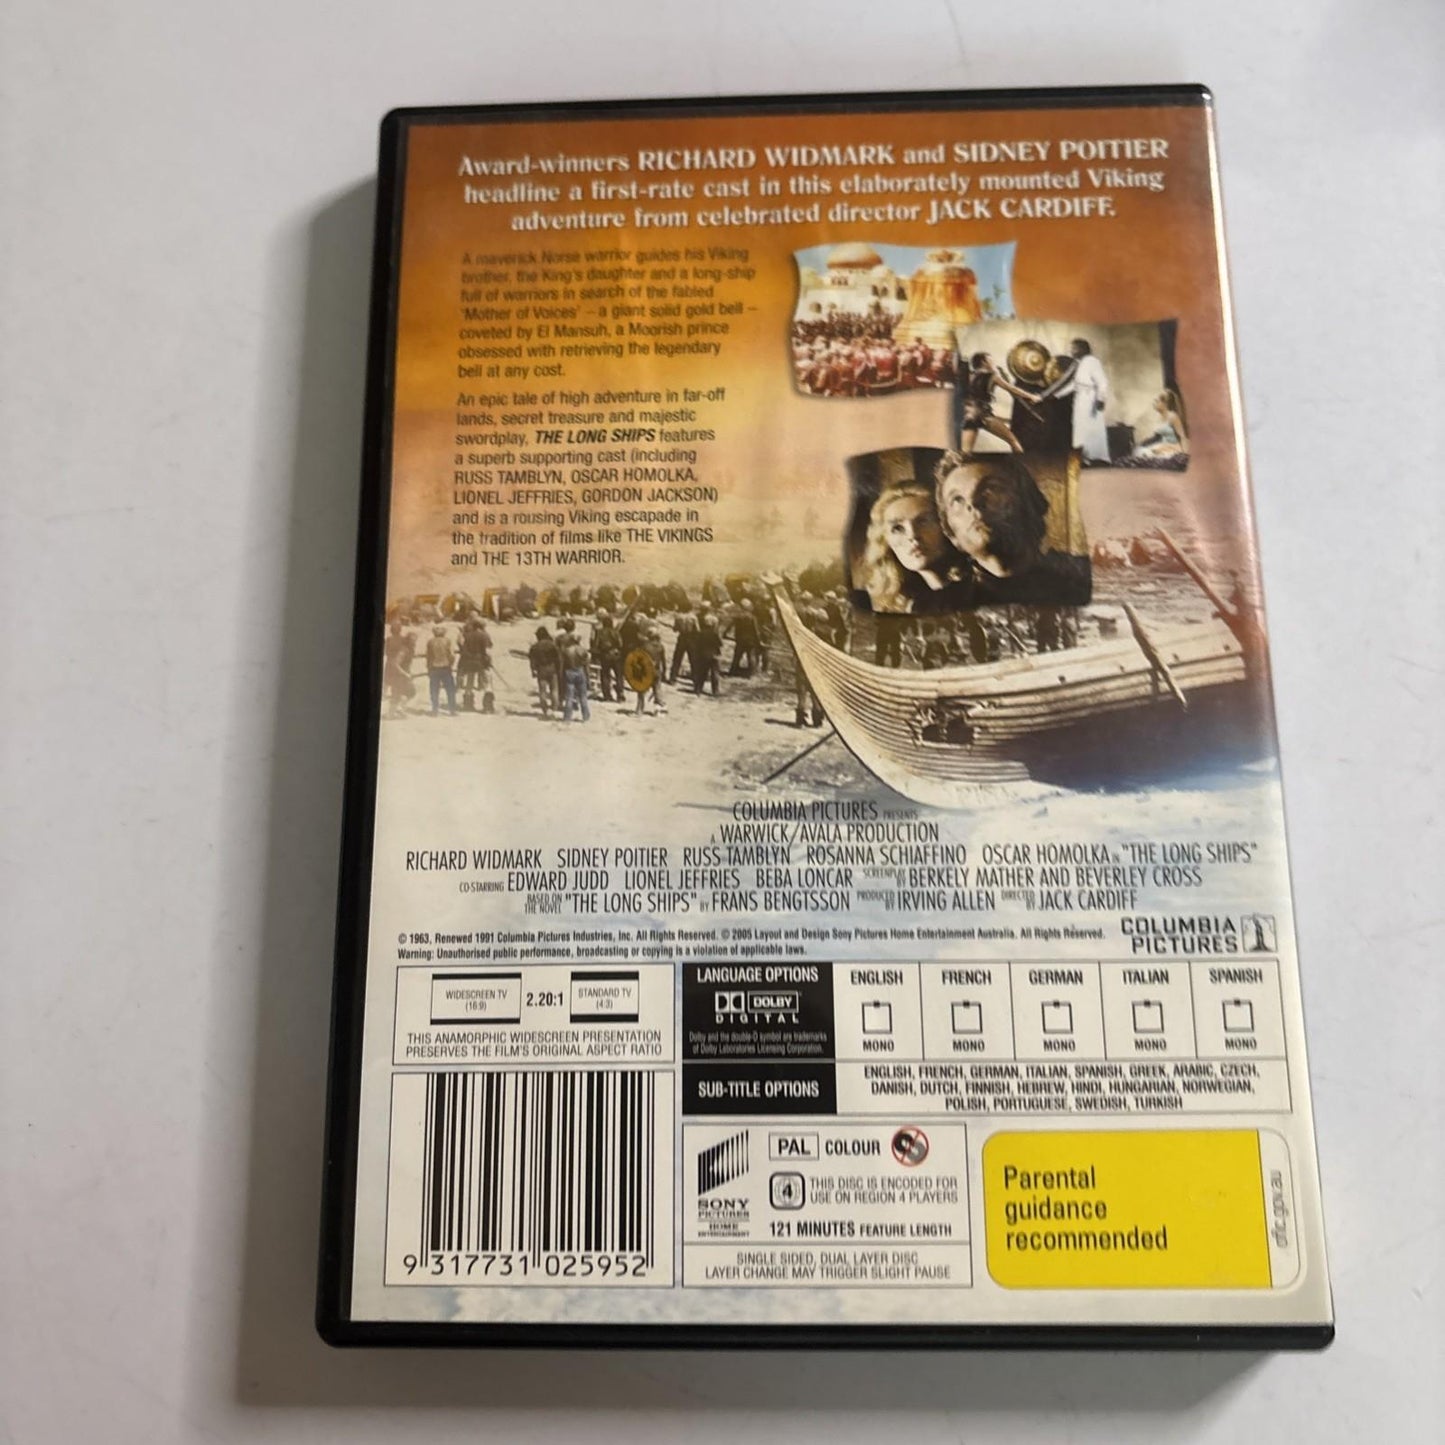 Award-winners RICHARD WIDMARK and SIDNEY POITIER
headline a first-rate cast in this elaborately mounted Viking
adventure from celebrated director JACK CARDIFF.
A maverick Norse warrior guides his Viking
brother, the King's daughter and a long-ship
full of warriors in search of the fabled
'Mother of Voices' – a giant solid gold bell –
coveted by El Mansuh, a Moorish prince
obsessed with retrieving the legendary
bell at any cost.
An epic tale of high adventure in far-off
lands, secret treasure and majestic
swordplay, THE LONG SHIPS features
a superb supporting cast (including
RUSS TAMBLYN, OSCAR HOMOLKA,
LIONEL JEFFRIES, GORDON JACKSON)
and is a rousing Viking escapade in
the tradition of films like THE VIKINGS
and THE 13TH WARRIOR.
COLUMBIA PICTURES PRESENTS
A WARWICK/AVALA PRODUCTION
RICHARD WIDMARK SIDNEY POITIER RUSS TAMBLYN ROSANNA SCHIAFFINO OSCAR HOMOLKA IN "THE LONG SHIPS"
CO-STARRING EDWARD JUDD LIONEL JEFFRIES BEBA LONCAR SCREENPLAY BY BERKELY MATHER AND BEVERLEY CROSS
BASED ON THE NOVEL "THE LONG SHIPS" BY FRANS BENGTSSON PRODUCED BY IRVING ALLEN DIRECTED BY JACK CARDIFF
© 1963, Renewed 1991 Columbia Pictures Industries, Inc. All Rights Reserved. © 2005 Layout and Design Sony Pictures Home Entertainment Australia. All Rights Reserved.
Warning: Unauthorised public performance, broadcasting or copying is a violation of applicable laws.
COLUMBIA
PICTURES
WIDESCREEN TV
(16:9)
2.20:1
STANDARD TV
(4:3)
THIS ANAMORPHIC WIDESCREEN PRESENTATION
PRESERVES THE FILM'S ORIGINAL ASPECT RATIO
LANGUAGE OPTIONS
DOLBY
DIGITAL
Dolby and the double-D symbol are trademarks
of Dolby Laboratories Licensing Corporation.
ENGLISH FRENCH GERMAN ITALIAN SPANISH
MONO MONO MONO MONO MONO
SUB-TITLE OPTIONS
ENGLISH, FRENCH, GERMAN, ITALIAN, SPANISH, GREEK, ARABIC, CZECH,
DANISH, DUTCH, FINNISH, HEBREW, HINDI, HUNGARIAN, NORWEGIAN,
POLISH, PORTUGUESE, SWEDISH, TURKISH
9 317731 025952
SONY
PICTURES
HOME
ENTERTAINMENT
PAL COLOUR
4
THIS DISC IS ENCODED FOR
USE ON REGION 4 PLAYERS
121 MINUTES FEATURE LENGTH
SINGLE SIDED, DUAL LAYER DISC
LAYER CHANGE MAY TRIGGER SLIGHT PAUSE
Parental
guidance
recommended
oflc.gov.au